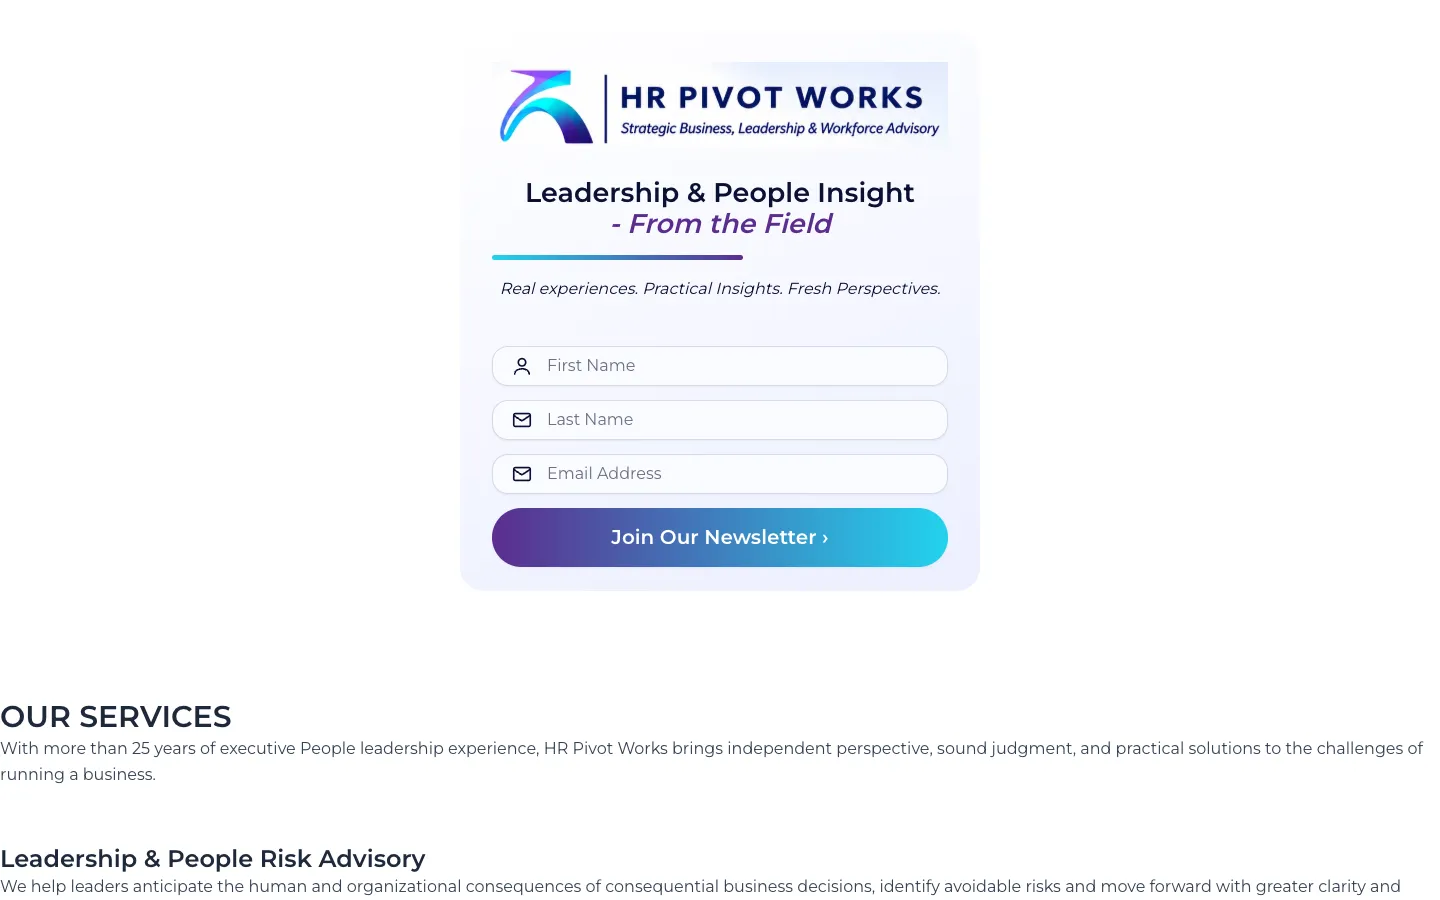 HR PIVOT WORKS
Strategic Business, Leadership & Workforce Advisory
Leadership & People Insight
- From the Field
Real experiences. Practical Insights. Fresh Perspectives.
First Name
Last Name
Email Address
Join Our Newsletter ›
OUR SERVICES
With more than 25 years of executive People leadership experience, HR Pivot Works brings independent perspective, sound judgment, and practical solutions to the challenges of
running a business.
Leadership & People Risk Advisory
We help leaders anticipate the human and organizational consequences of consequential business decisions, identify avoidable risks and move forward with greater clarity and